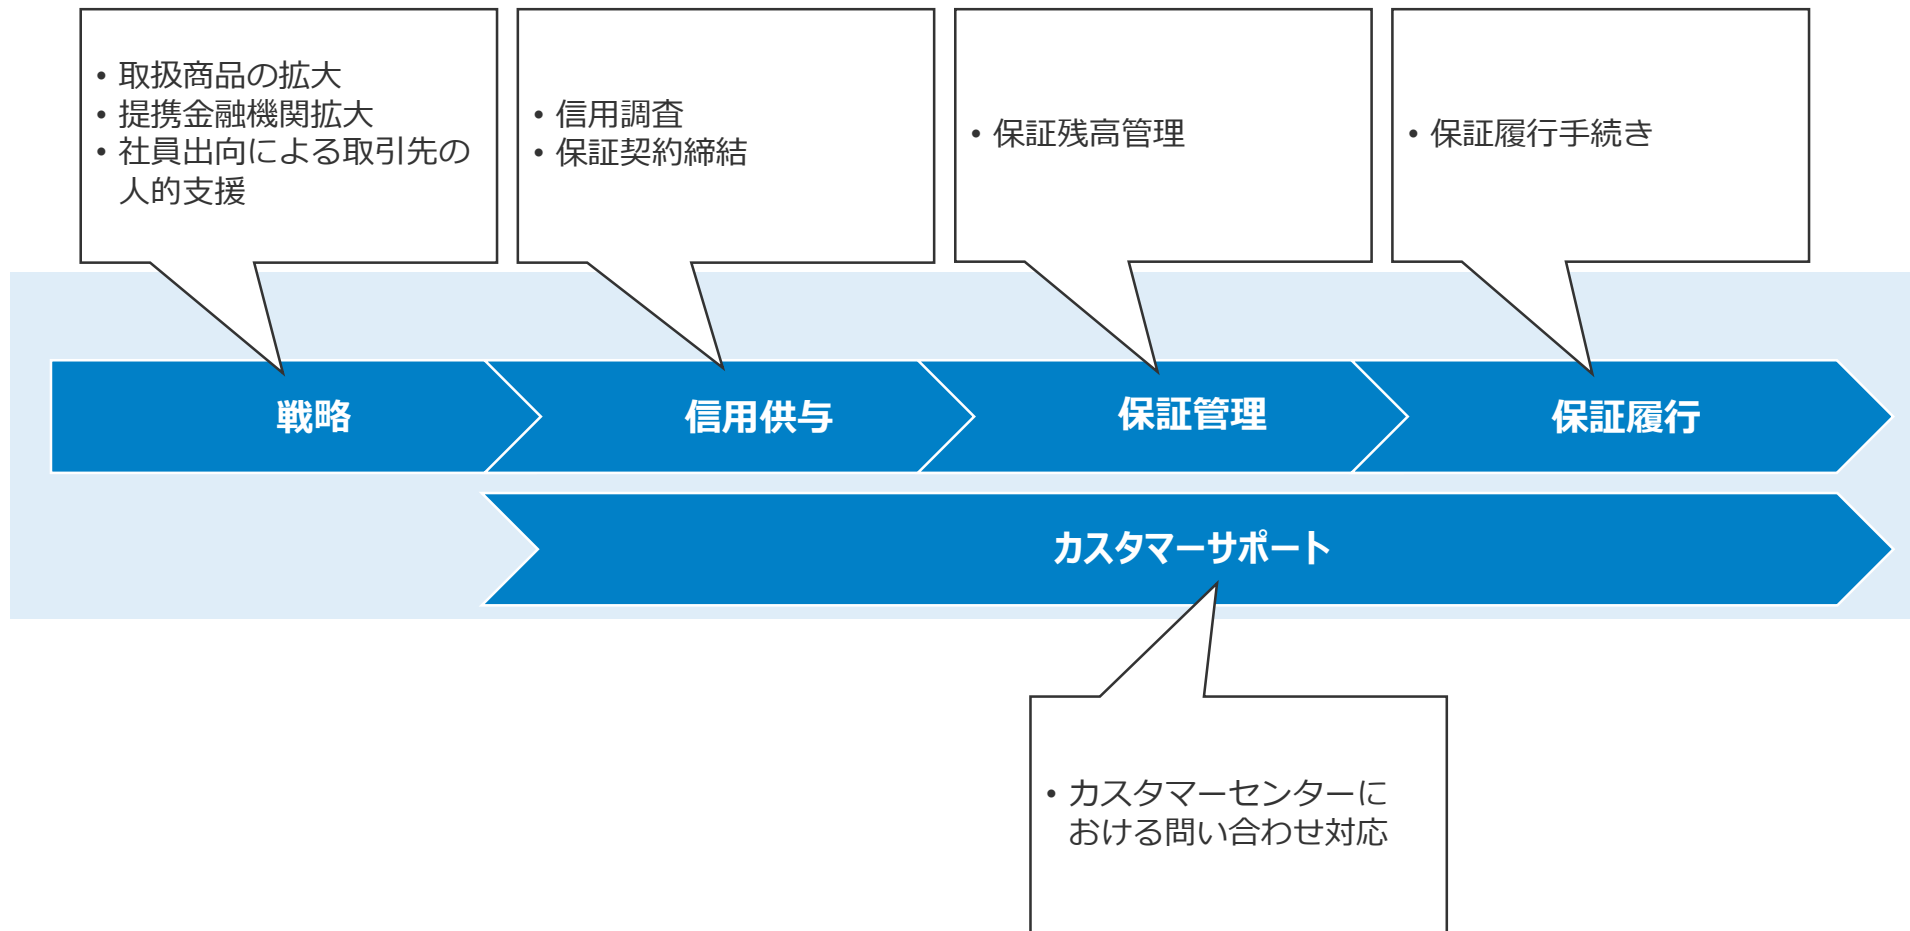 • 取扱商品の拡大
• 提携金融機関拡大
• 社員出向による取引先の
人的支援
• 信用調査
• 保証契約締結
• 保証残高管理
• 保証履行手続き
戦略
信用供与
保証管理
保証履行
カスタマーサポート
• カスタマーセンターに
おける問い合わせ対応